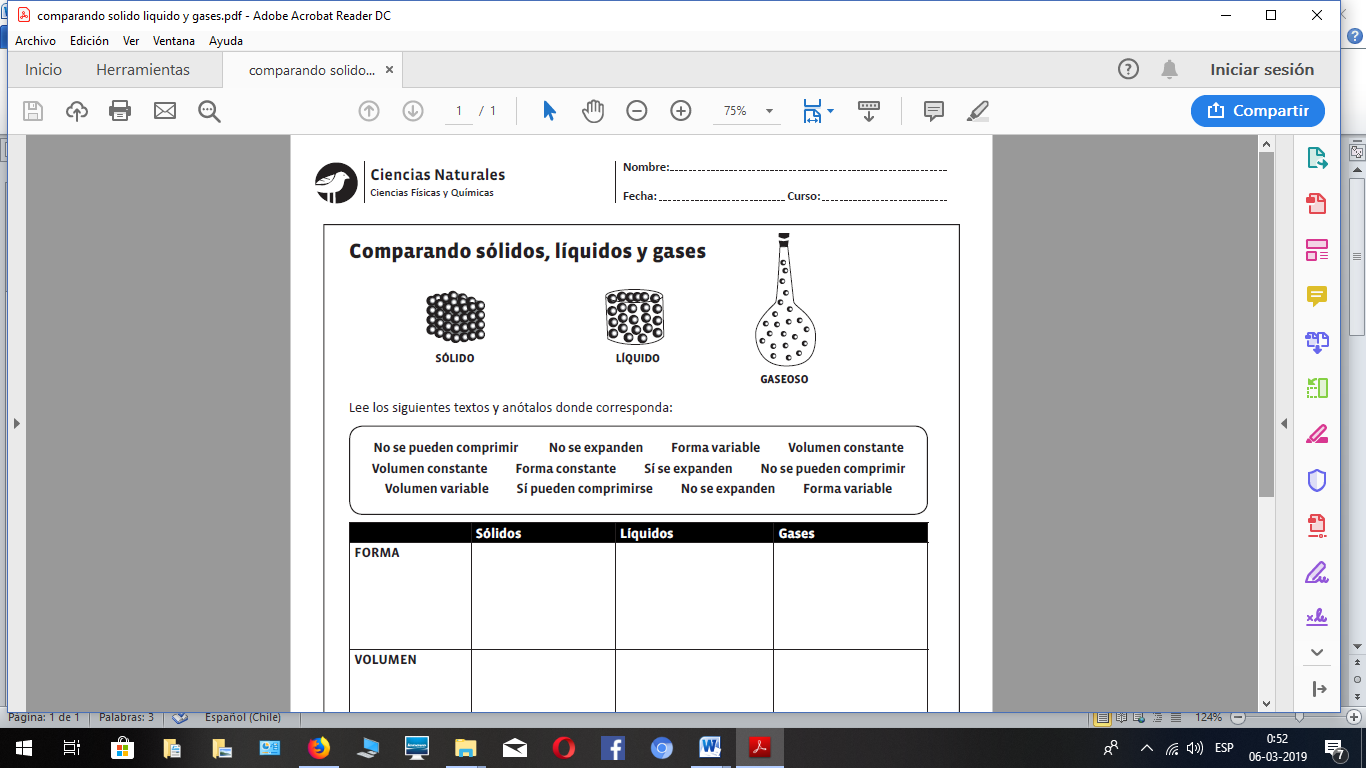 comparando solido liquido y gases.pdf - Adobe Acrobat Reader DC
Archivo Edición Ver Ventana Ayuda
Inicio Herramientas comparando solido... Iniciar sesión
1 / 1 75% Compartir
Ciencias Naturales
Ciencias Físicas y Químicas
Nombre:
Fecha: Curso:
Comparando sólidos, líquidos y gases
SÓLIDO LÍQUIDO
GASEOSO
Lee los siguientes textos y anótalos donde corresponda:
No se pueden comprimir No se expanden Forma variable Volumen constante
Volumen constante Forma constante Sí se expanden No se pueden comprimir
Volumen variable Sí pueden comprimirse No se expanden Forma variable
Sólidos Líquidos Gases
FORMA
VOLUMEN
Página: 1 de 1 Palabras: 3 Español (Chile) 124%
ESP 0:52
06-03-2019 7